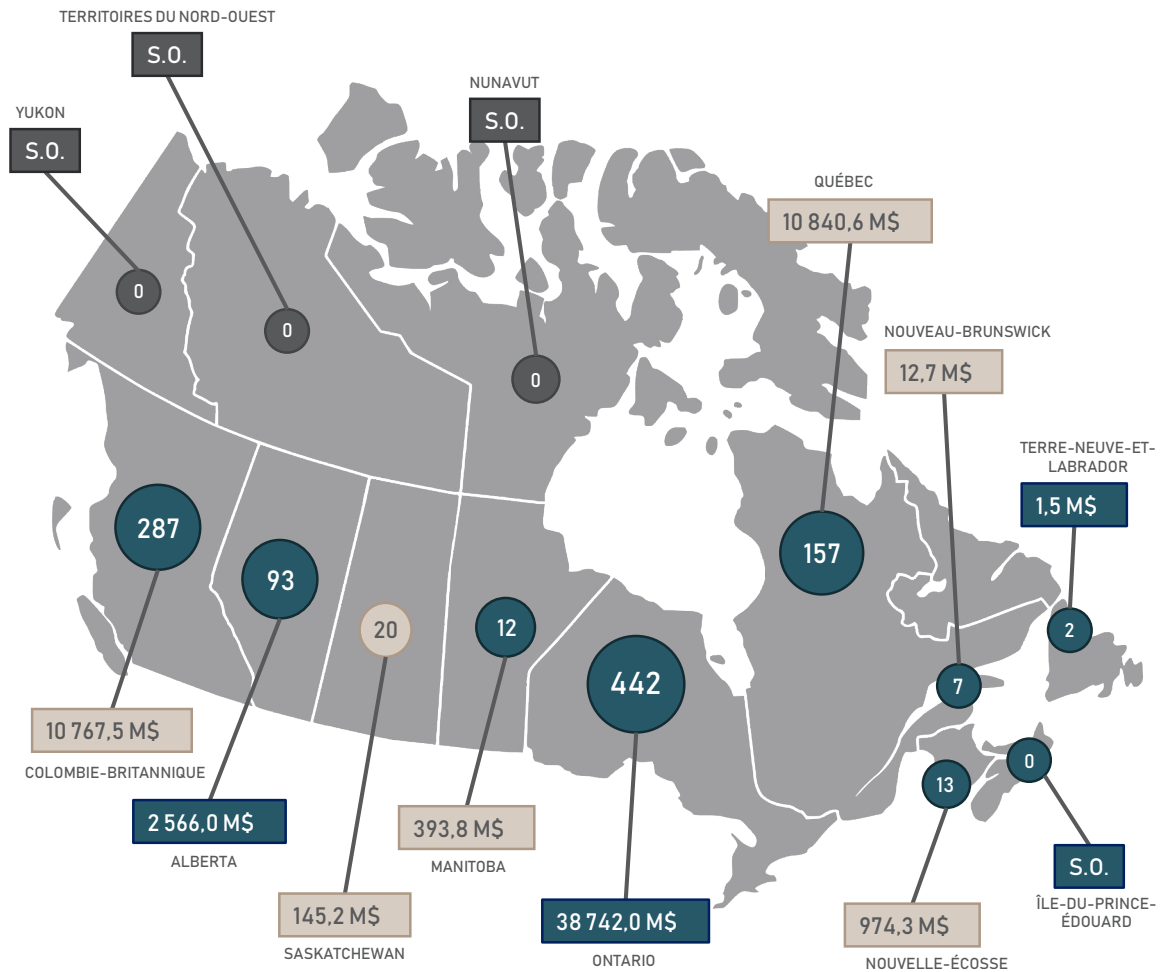 TERRITOIRES DU NORD-OUEST
S.O.
YUKON
S.O.
NUNAVUT
S.O.
QUÉBEC
10 840,6 M$
NOUVEAU-BRUNSWICK
12,7 M$
TERRE-NEUVE-ET-
LABRADOR
1,5 M$
0
0
0
287
93
20
12
442
157
7
2
13
0
10 767,5 M$
COLOMBIE-BRITANNIQUE
2 566,0 M$
ALBERTA
145,2 M$
SASKATCHEWAN
393,8 M$
MANITOBA
38 742,0 M$
ONTARIO
974,3 M$
NOUVELLE-ÉCOSSE
S.O.
ÎLE-DU-PRINCE-
ÉDOUARD